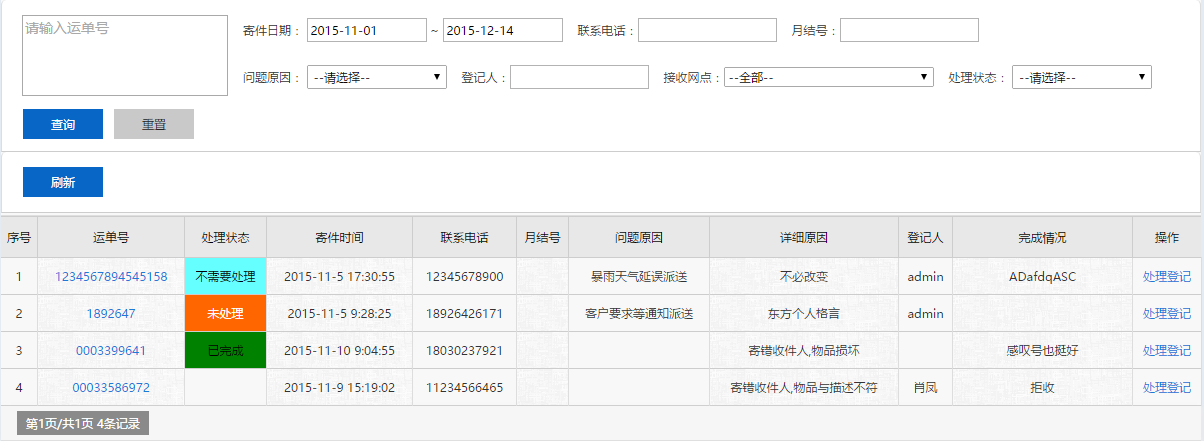 请输入运单号
寄件日期： 2015-11-01 ~ 2015-12-14 联系电话： 月结号：
问题原因： --请选择-- 登记人： 接收网点： --全部-- 处理状态： --请选择--
查询 重置
刷新
序号 运单号 处理状态 寄件时间 联系电话 月结号 问题原因 详细原因 登记人 完成情况 操作
1 1234567894545158 不需要处理 2015-11-5 17:30:55 12345678900 暴雨天气延误派送 不必改变 admin ADafdqASC 处理登记
2 1892647 未处理 2015-11-5 9:28:25 18926426171 客户要求等通知派送 东方个人格言 admin 处理登记
3 0003399641 已完成 2015-11-10 9:04:55 18030237921 寄错收件人,物品损坏 感叹号也挺好 处理登记
4 00033586972 2015-11-9 15:19:02 11234566465 寄错收件人,物品与描述不符 肖凤 拒收 处理登记
第1页/共1页 4条记录